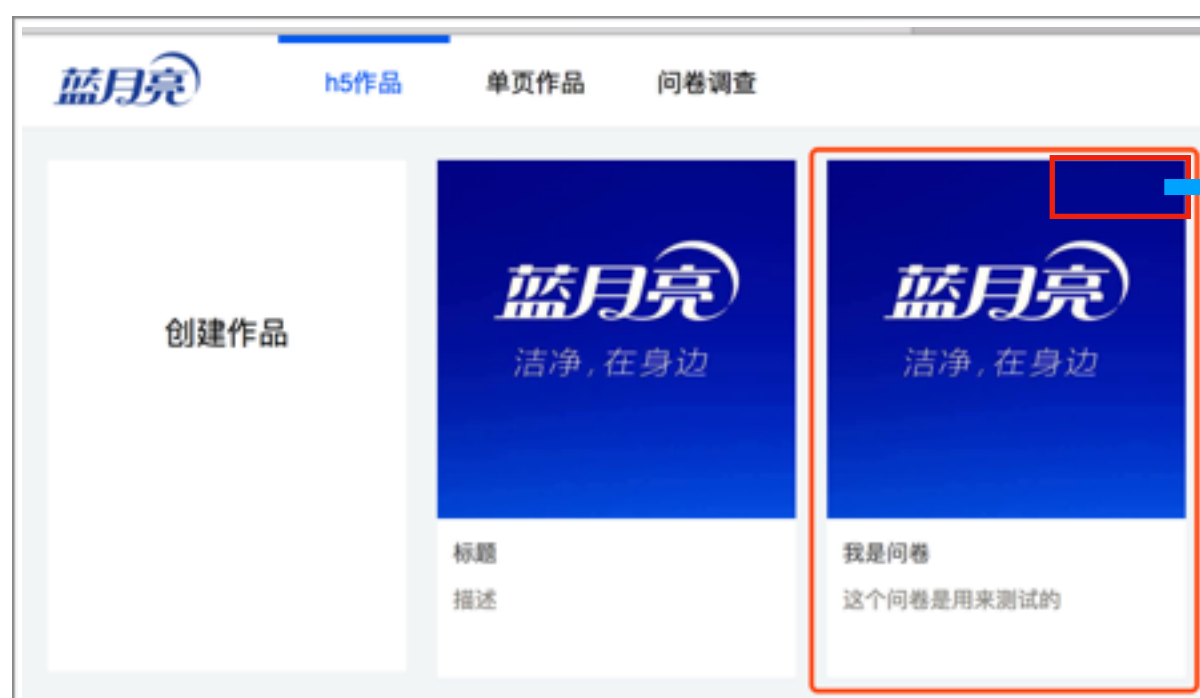 蓝月亮
h5作品
单页作品
问卷调查
创建作品
蓝月亮
洁净,在身边
标题
描述
蓝月亮
洁净,在身边
我是问卷
这个问卷是用来测试的